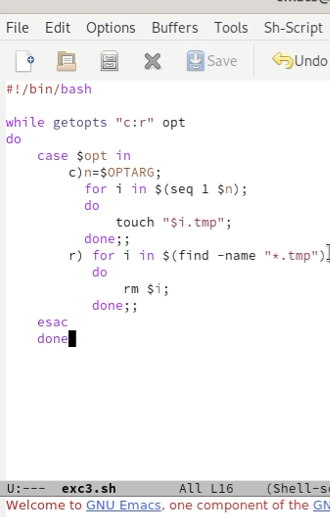 File Edit Options Buffers Tools Sh-Script
Save Undo
#!/bin/bash
while getopts "c:r" opt
do
case $opt in
c)n=$OPTARG;
for i in $(seq 1 $n);
do
touch "$i.tmp";
done;;
r) for i in $(find -name "*.tmp")
do
rm $i;
done;;
esac
done
U:--- exc3.sh All L16 (Shell-s
Welcome to GNU Emacs, one component of the GN